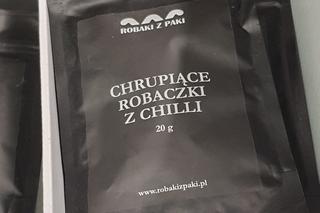 ROBAKI Z PAKI
CHRUPIĄCE
ROBACZKI
Z CHILLI
20 g
www.robakizpaki.pl